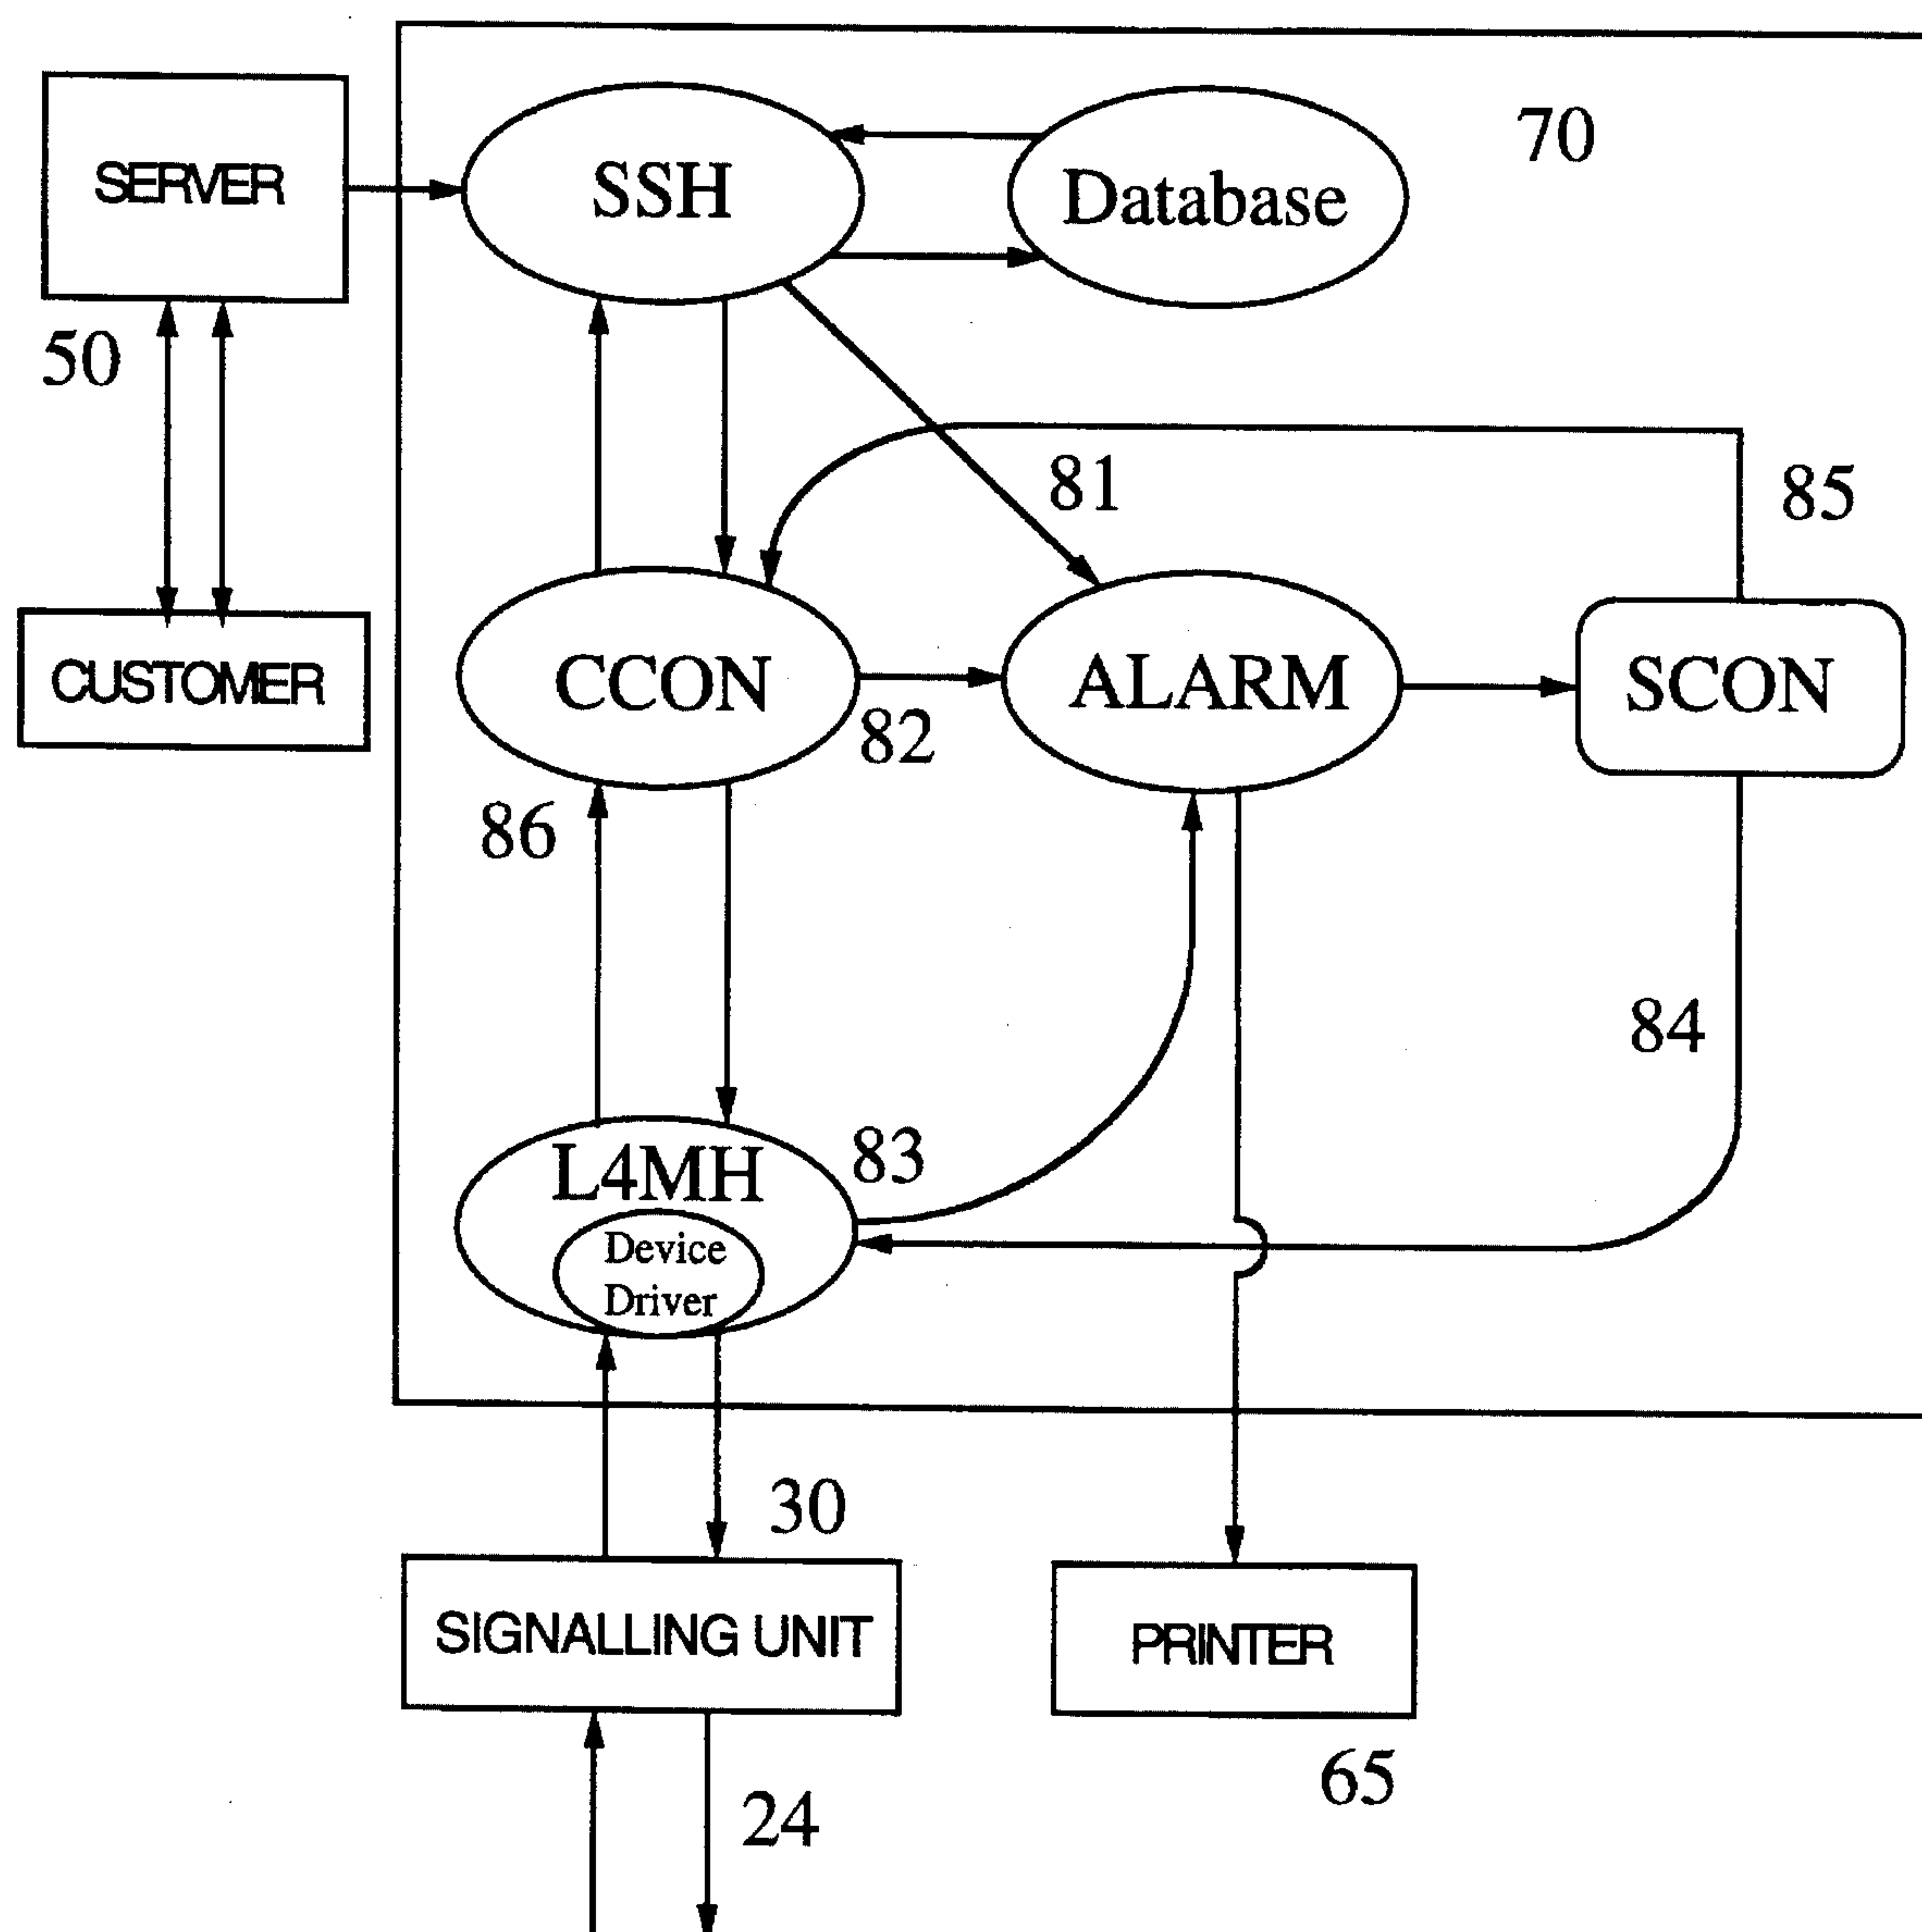 70
SERVER
SSH
Database
50
81
85
CUSTOMER
CCON
ALARM
SCON
82
86
84
L4MH
83
Device
Driver
30
SIGNALLING UNIT
PRINTER
65
24